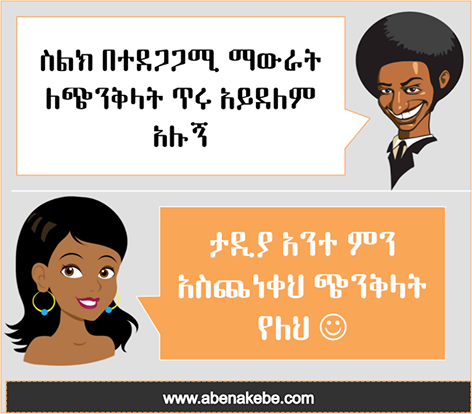 ስልክ በተደጋጋሚ ማውራት
ለጭንቅላት ጥሩ አይደለም
አሉኝ
ታዲያ አንተ ምን
አስጨነቀህ ጭንቅላት
የለህ ☺
www.abenakebe.com